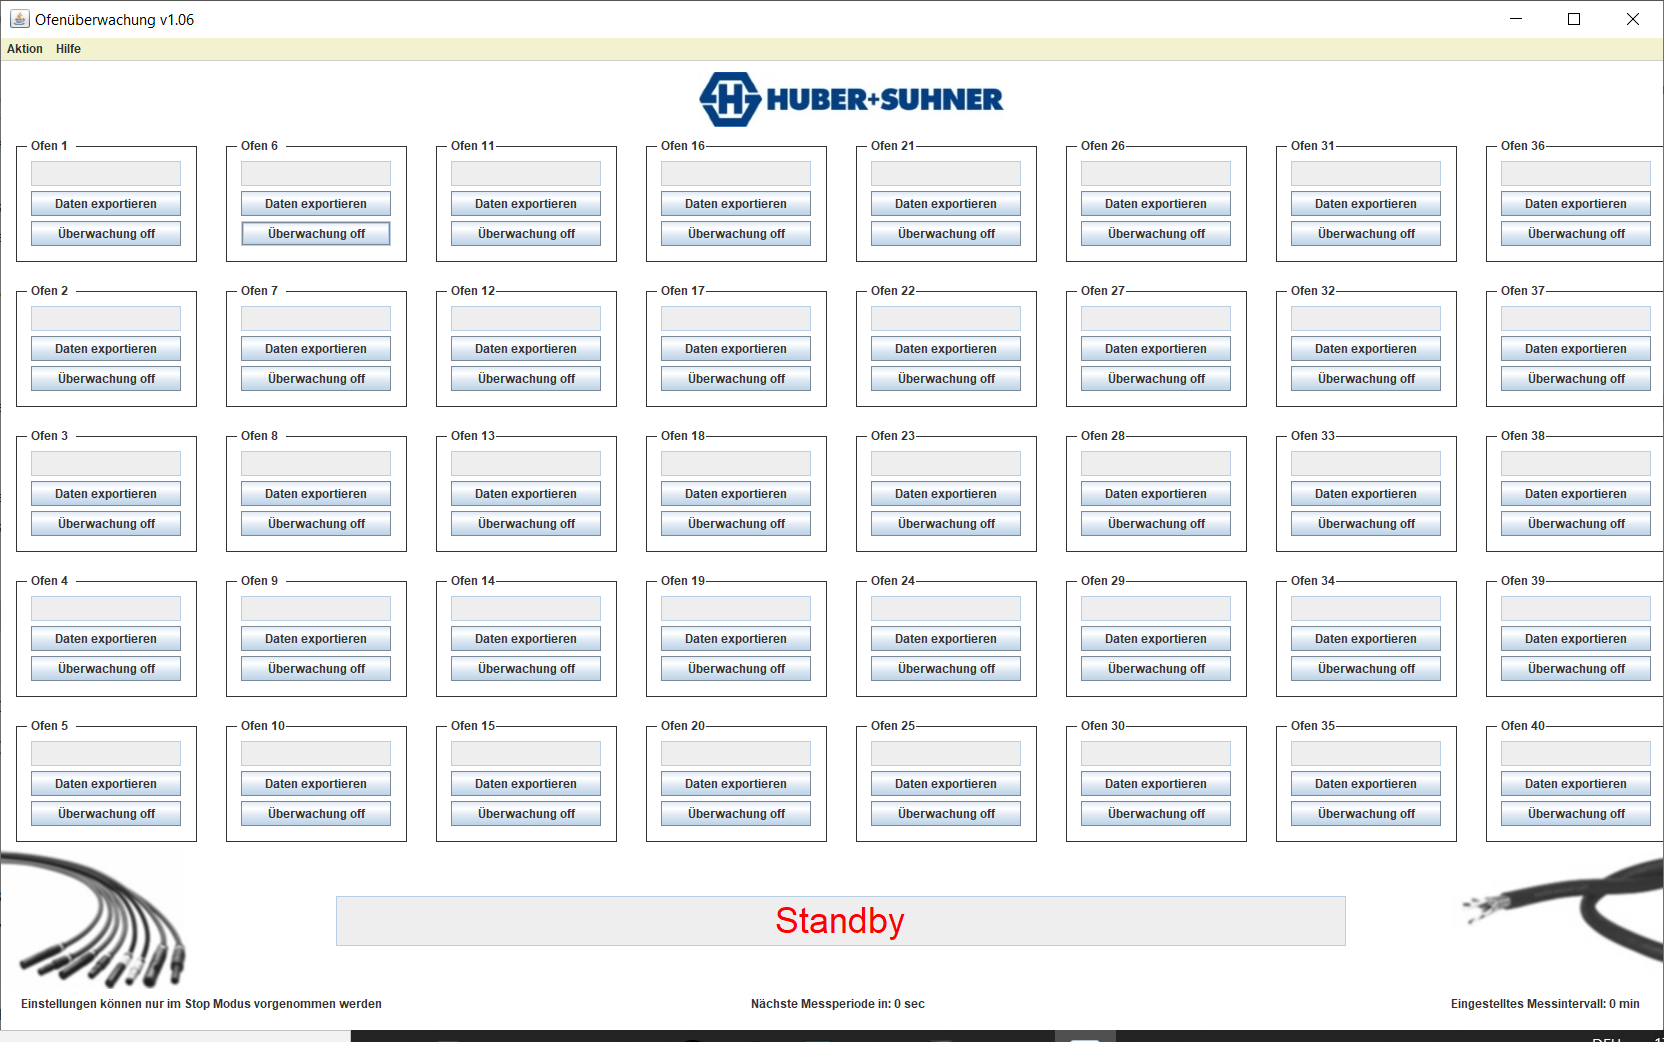 Ofenüberwachung v1.06
Aktion Hilfe
HUBER+SUHNER
Ofen 1 Ofen 6 Ofen 11 Ofen 16 Ofen 21 Ofen 26 Ofen 31 Ofen 36
Daten exportieren Daten exportieren Daten exportieren Daten exportieren Daten exportieren Daten exportieren Daten exportieren Daten exportieren
Überwachung off Überwachung off Überwachung off Überwachung off Überwachung off Überwachung off Überwachung off Überwachung off
Ofen 2 Ofen 7 Ofen 12 Ofen 17 Ofen 22 Ofen 27 Ofen 32 Ofen 37
Daten exportieren Daten exportieren Daten exportieren Daten exportieren Daten exportieren Daten exportieren Daten exportieren Daten exportieren
Überwachung off Überwachung off Überwachung off Überwachung off Überwachung off Überwachung off Überwachung off Überwachung off
Ofen 3 Ofen 8 Ofen 13 Ofen 18 Ofen 23 Ofen 28 Ofen 33 Ofen 38
Daten exportieren Daten exportieren Daten exportieren Daten exportieren Daten exportieren Daten exportieren Daten exportieren Daten exportieren
Überwachung off Überwachung off Überwachung off Überwachung off Überwachung off Überwachung off Überwachung off Überwachung off
Ofen 4 Ofen 9 Ofen 14 Ofen 19 Ofen 24 Ofen 29 Ofen 34 Ofen 39
Daten exportieren Daten exportieren Daten exportieren Daten exportieren Daten exportieren Daten exportieren Daten exportieren Daten exportieren
Überwachung off Überwachung off Überwachung off Überwachung off Überwachung off Überwachung off Überwachung off Überwachung off
Ofen 5 Ofen 10 Ofen 15 Ofen 20 Ofen 25 Ofen 30 Ofen 35 Ofen 40
Daten exportieren Daten exportieren Daten exportieren Daten exportieren Daten exportieren Daten exportieren Daten exportieren Daten exportieren
Überwachung off Überwachung off Überwachung off Überwachung off Überwachung off Überwachung off Überwachung off Überwachung off
Standby
Einstellungen können nur im Stop Modus vorgenommen werden Nächste Messperiode in: 0 sec Eingestelltes Messintervall: 0 min